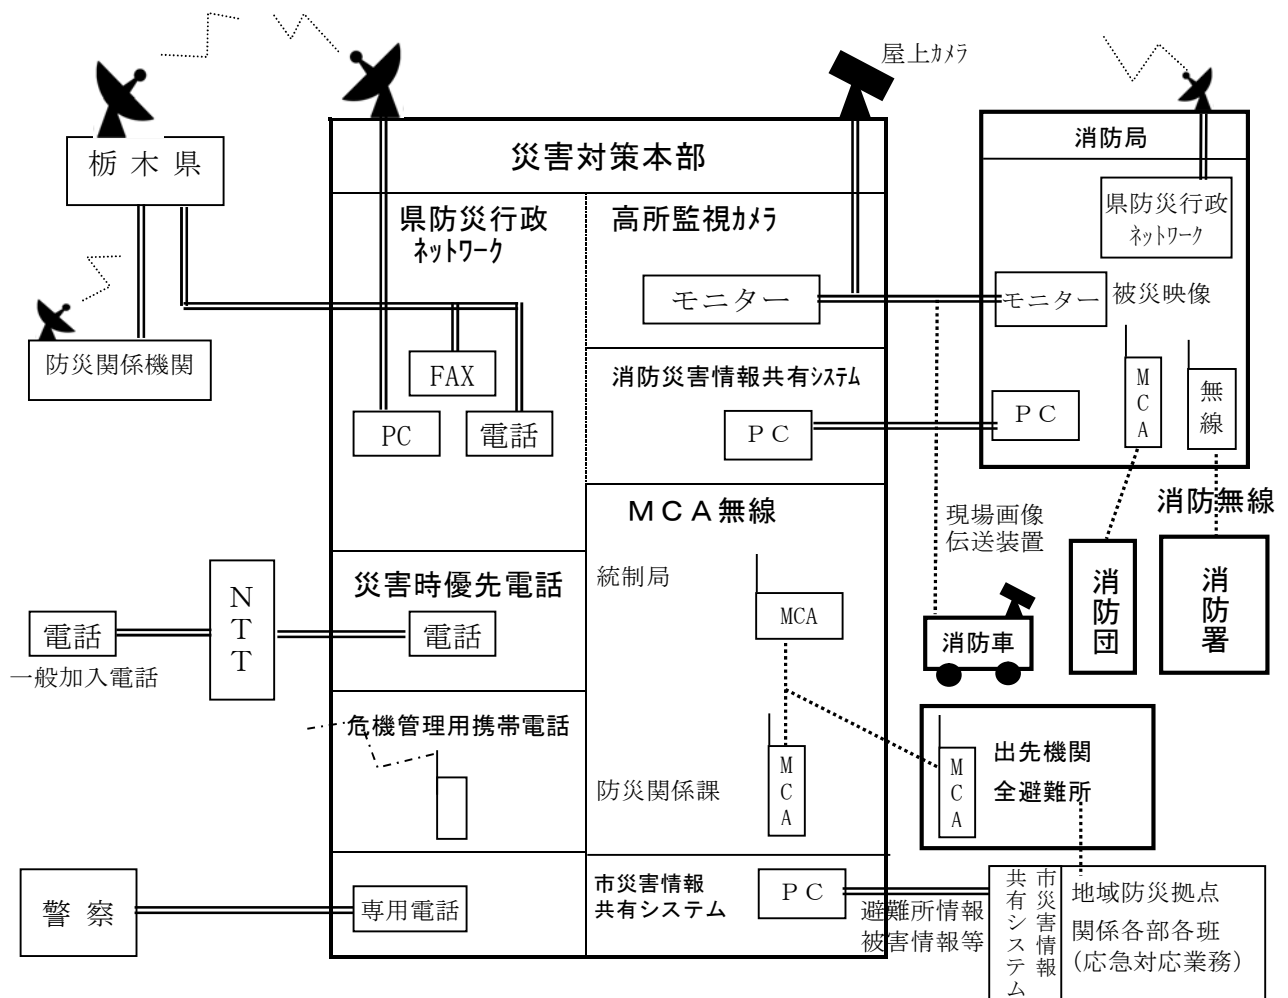 屋上ｶﾒﾗ
栃木県
災害対策本部
消防局
県防災行政
ﾈｯﾄﾜｰｸ
高所監視ｶﾒﾗ
県防災行政
ﾈｯﾄﾜｰｸ
モニター
モニター
被災映像
防災関係機関
FAX
PC
電話
消防災害情報共有ｼｽﾃﾑ
ＰＣ
ＰＣ
MCA
無線
ＭＣＡ無線
消防無線
現場画像
伝送装置
統制局
MCA
災害時優先電話
電話
NTT
電話
一般加入電話
消防車
消防団
消防署
危機管理用携帯電話
防災関係課
MCA
MCA
出先機関
全避難所
警察
専用電話
市災害情報
共有システム
ＰＣ
避難所情報
被害情報等
市災害情報
共有システム
地域防災拠点
関係各部各班
(応急対応業務)